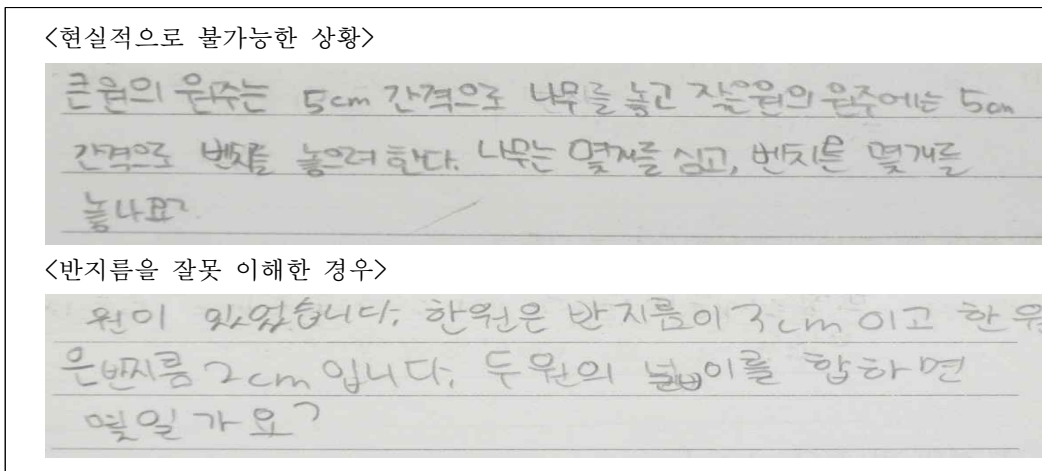 <현실적으로 불가능한 상황>
큰 원의 원주는 5cm 간격으로 나무를 놓고 작은원의 원주에는 5cm
간격으로 벤치를 놓으려 한다. 나무는 몇개를 심고, 벤치는 몇개를
놓나요?
<반지름을 잘못 이해한 경우>
원이 있었습니다. 한원은 반지름이 3cm 이고 한 원
은 반지름 2cm 입니다. 두 원의 넓이를 합하면
몇일가요?